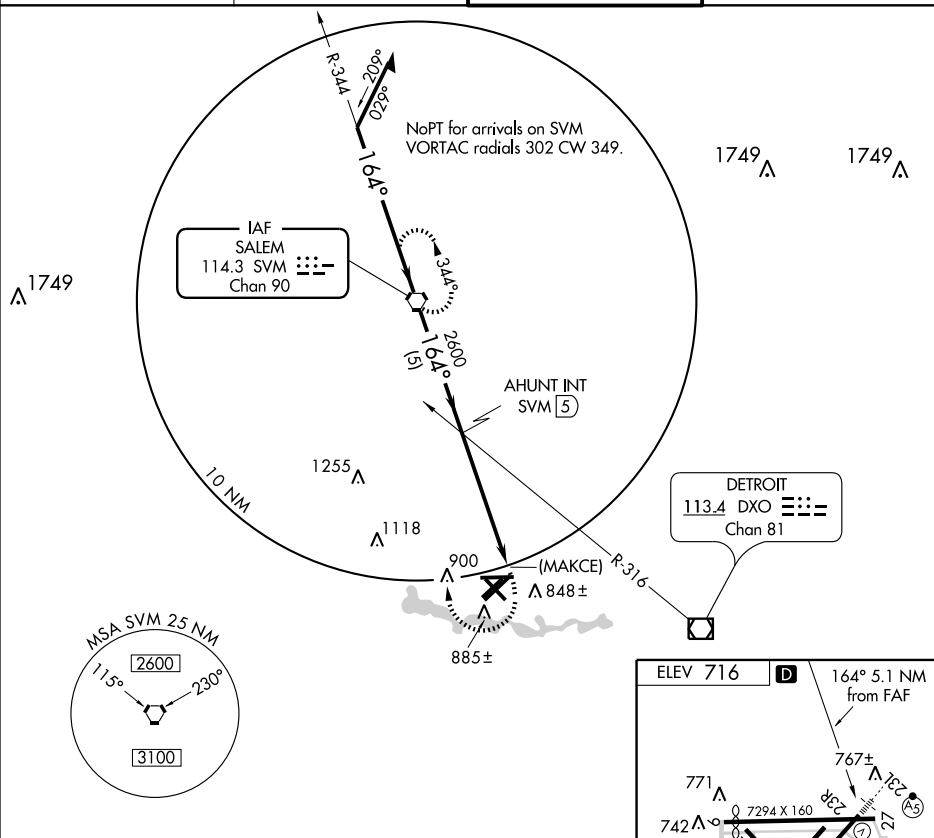 R-344
209°
029°
NoPT for arrivals on SVM
VORTAC radials 302 CW 349.
1749
1749
164°
IAF
SALEM
114.3 SVM
Chan 90
344°
1749
2600
164°
(5)
AHUNT INT
SVM 5
1255
10 NM
1118
DETROIT
113.4 DXO
Chan 81
900
(MAKCE)
R-316
848±
885±
MSA SVM 25 NM
2600
115°
230°
3100
ELEV 716
D
164° 5.1 NM
from FAF
767±
771
23R
23L
A5
7294 X 160
742
27